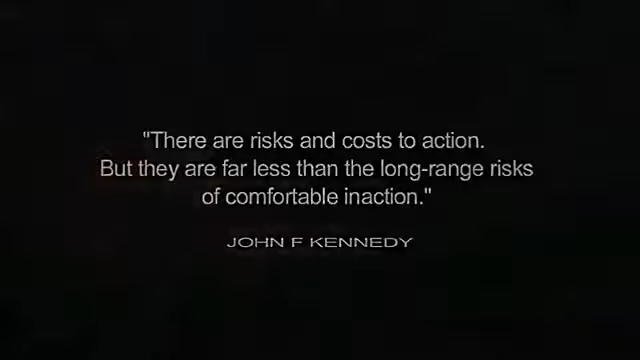 "There are risks and costs to action.
But they are far less than the long-range risks
of comfortable inaction."
JOHN F KENNEDY